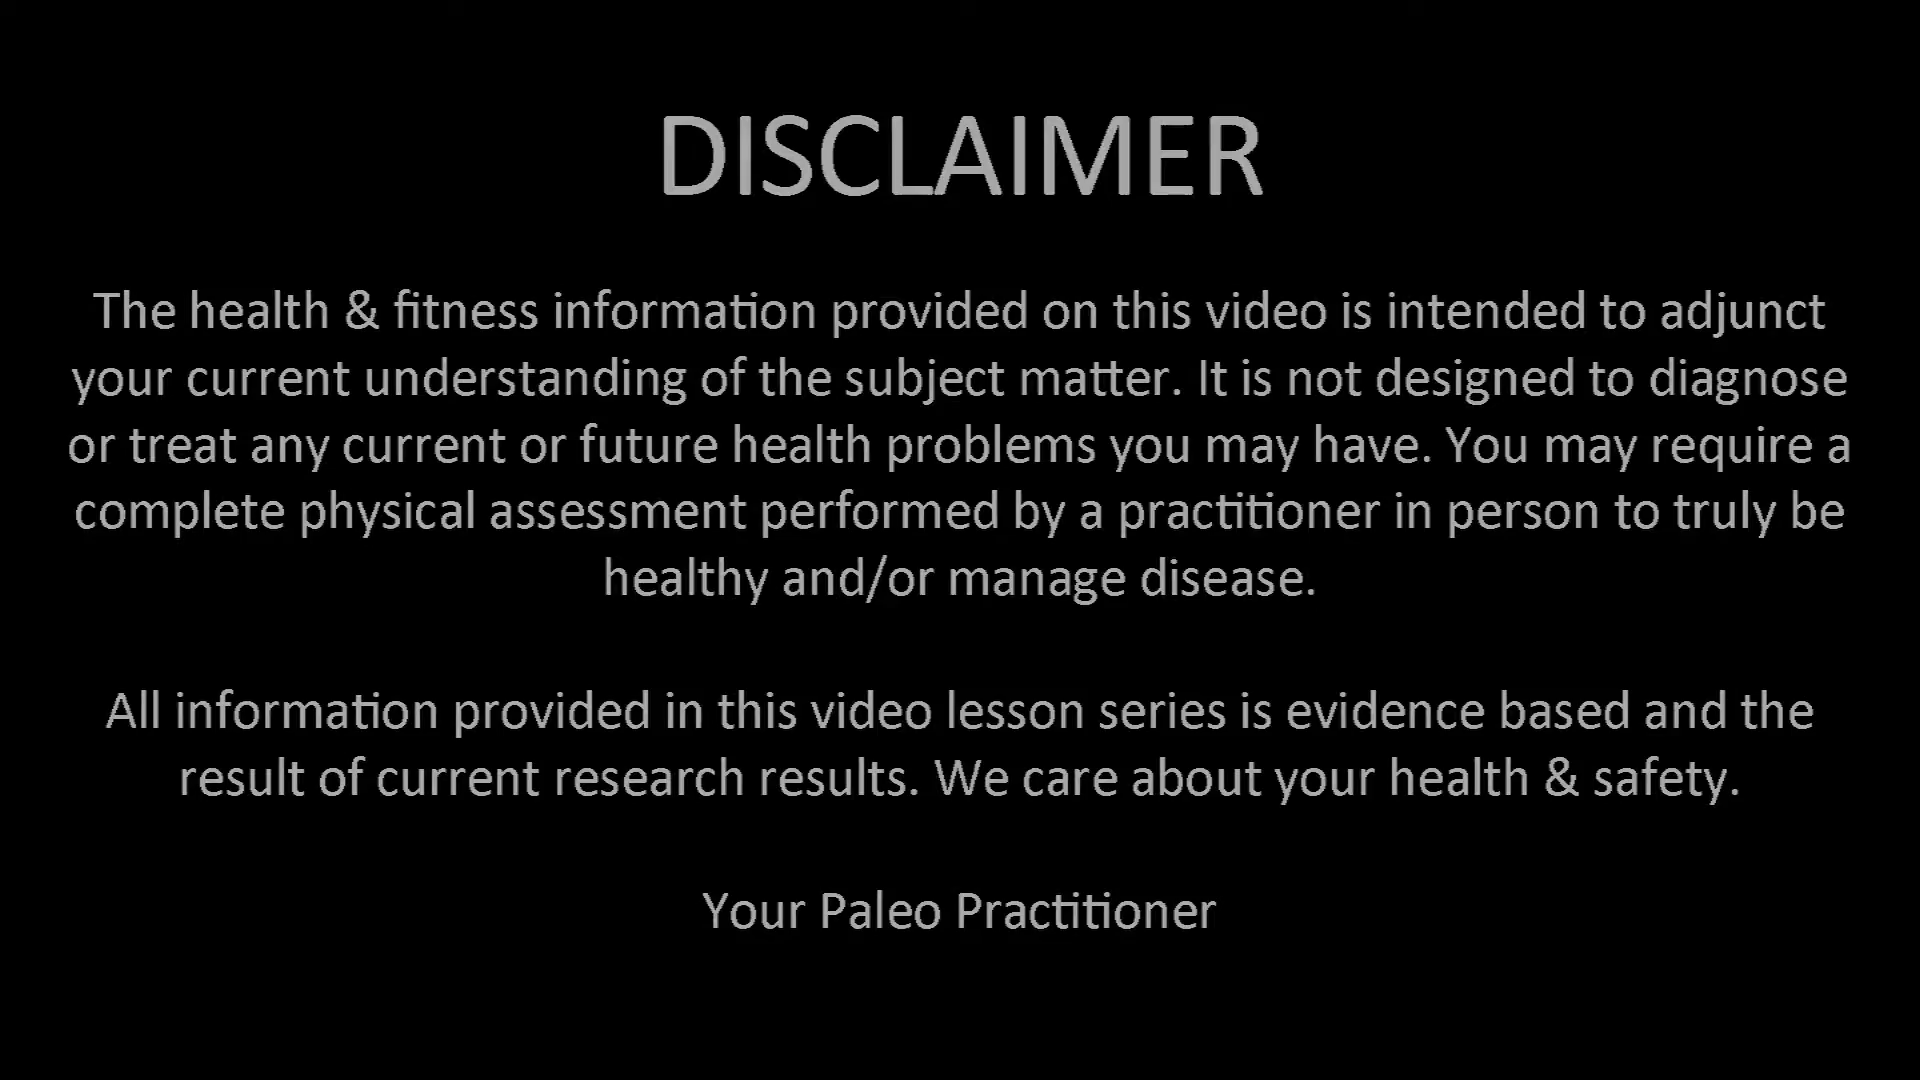 DISCLAIMER
The health & fitness information provided on this video is intended to adjunct
your current understanding of the subject matter. It is not designed to diagnose
or treat any current or future health problems you may have. You may require a
complete physical assessment performed by a practitioner in person to truly be
healthy and/or manage disease.
All information provided in this video lesson series is evidence based and the
result of current research results. We care about your health & safety.
Your Paleo Practitioner